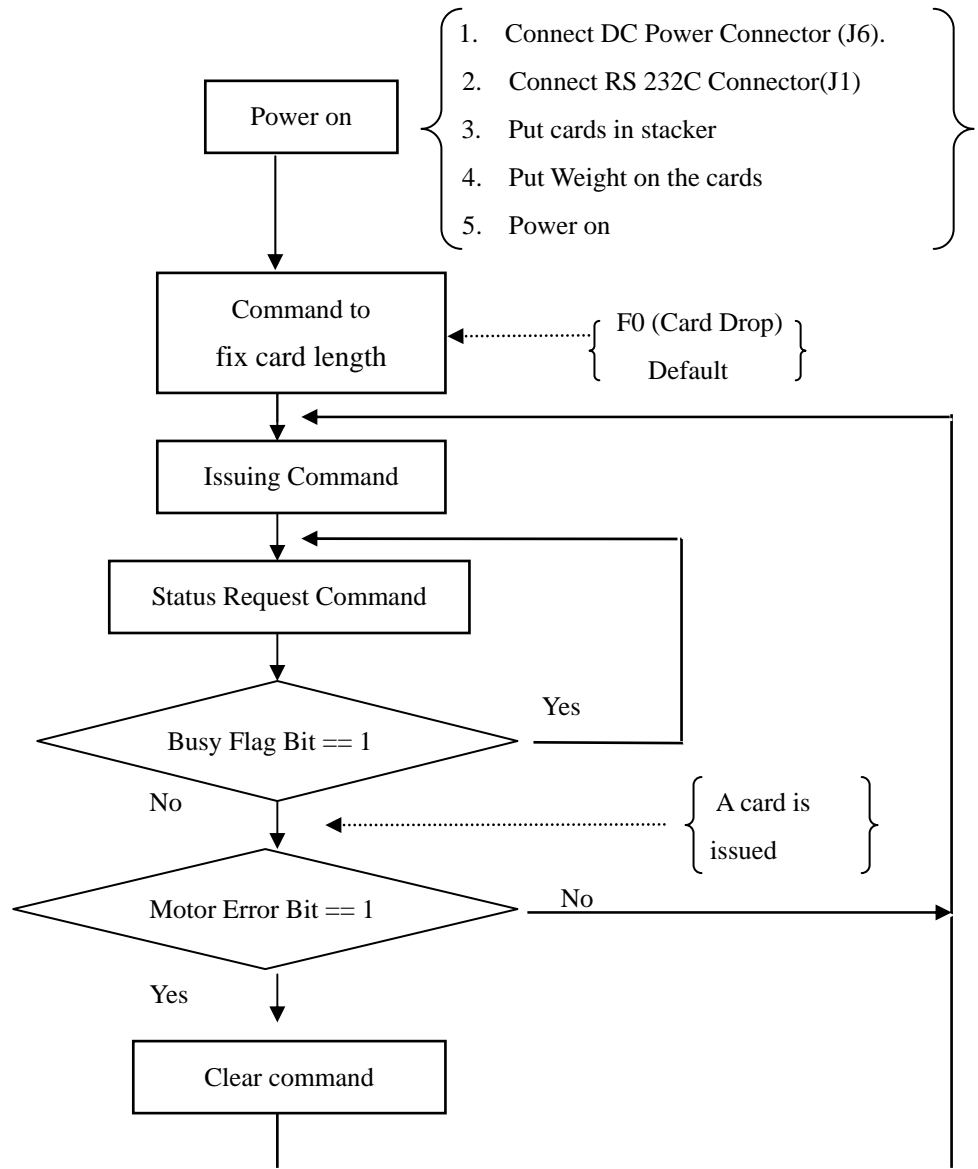 1. Connect DC Power Connector (J6).
2. Connect RS 232C Connector(J1)
3. Put cards in stacker
4. Put Weight on the cards
5. Power on
Power on
Command to
fix card length
F0 (Card Drop)
Default
Issuing Command
Status Request Command
Busy Flag Bit == 1
Yes
No
A card is
issued
Motor Error Bit == 1
No
Yes
Clear command